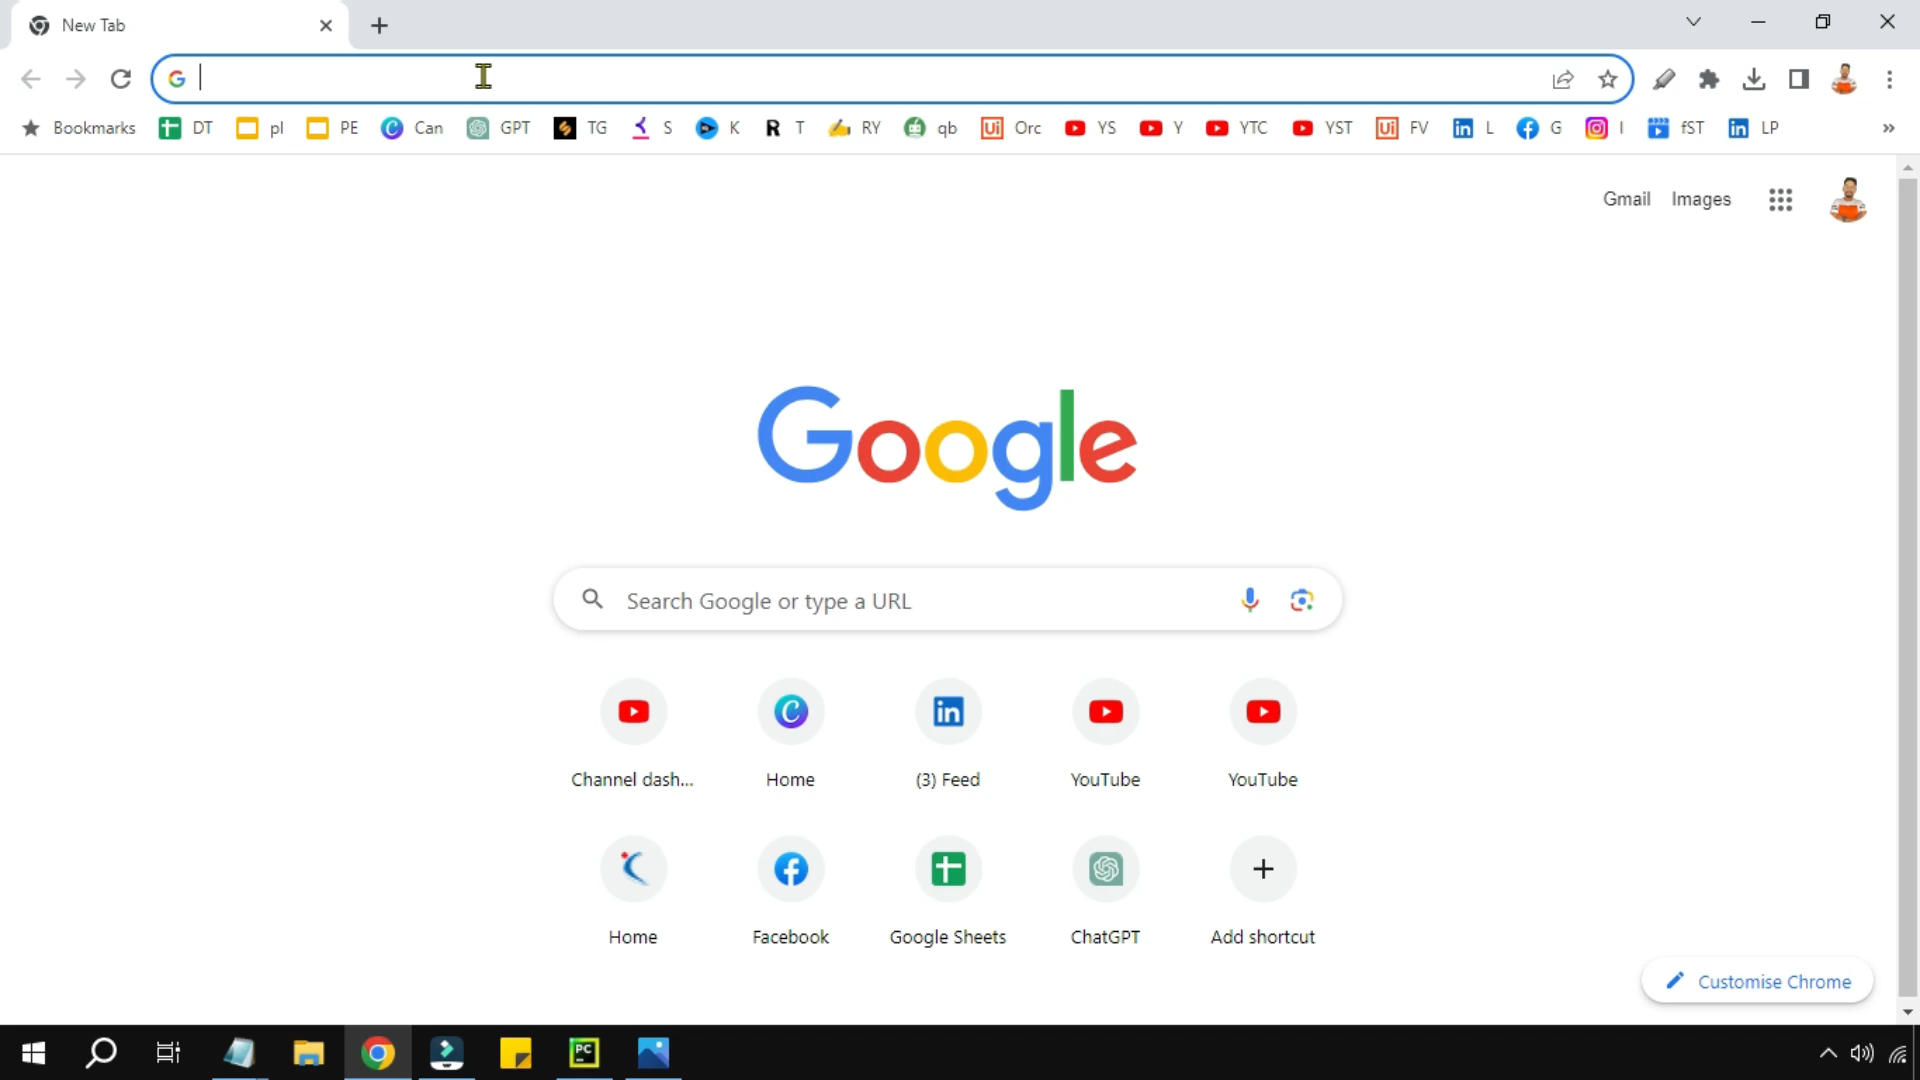 New Tab
Bookmarks DT pl PE Can GPT TG S K T RY qb Orc YS Y YTC YST FV L G I fST LP
Gmail Images
Google
Search Google or type a URL
Channel dash... Home (3) Feed YouTube YouTube
Home Facebook Google Sheets ChatGPT Add shortcut
Customise Chrome